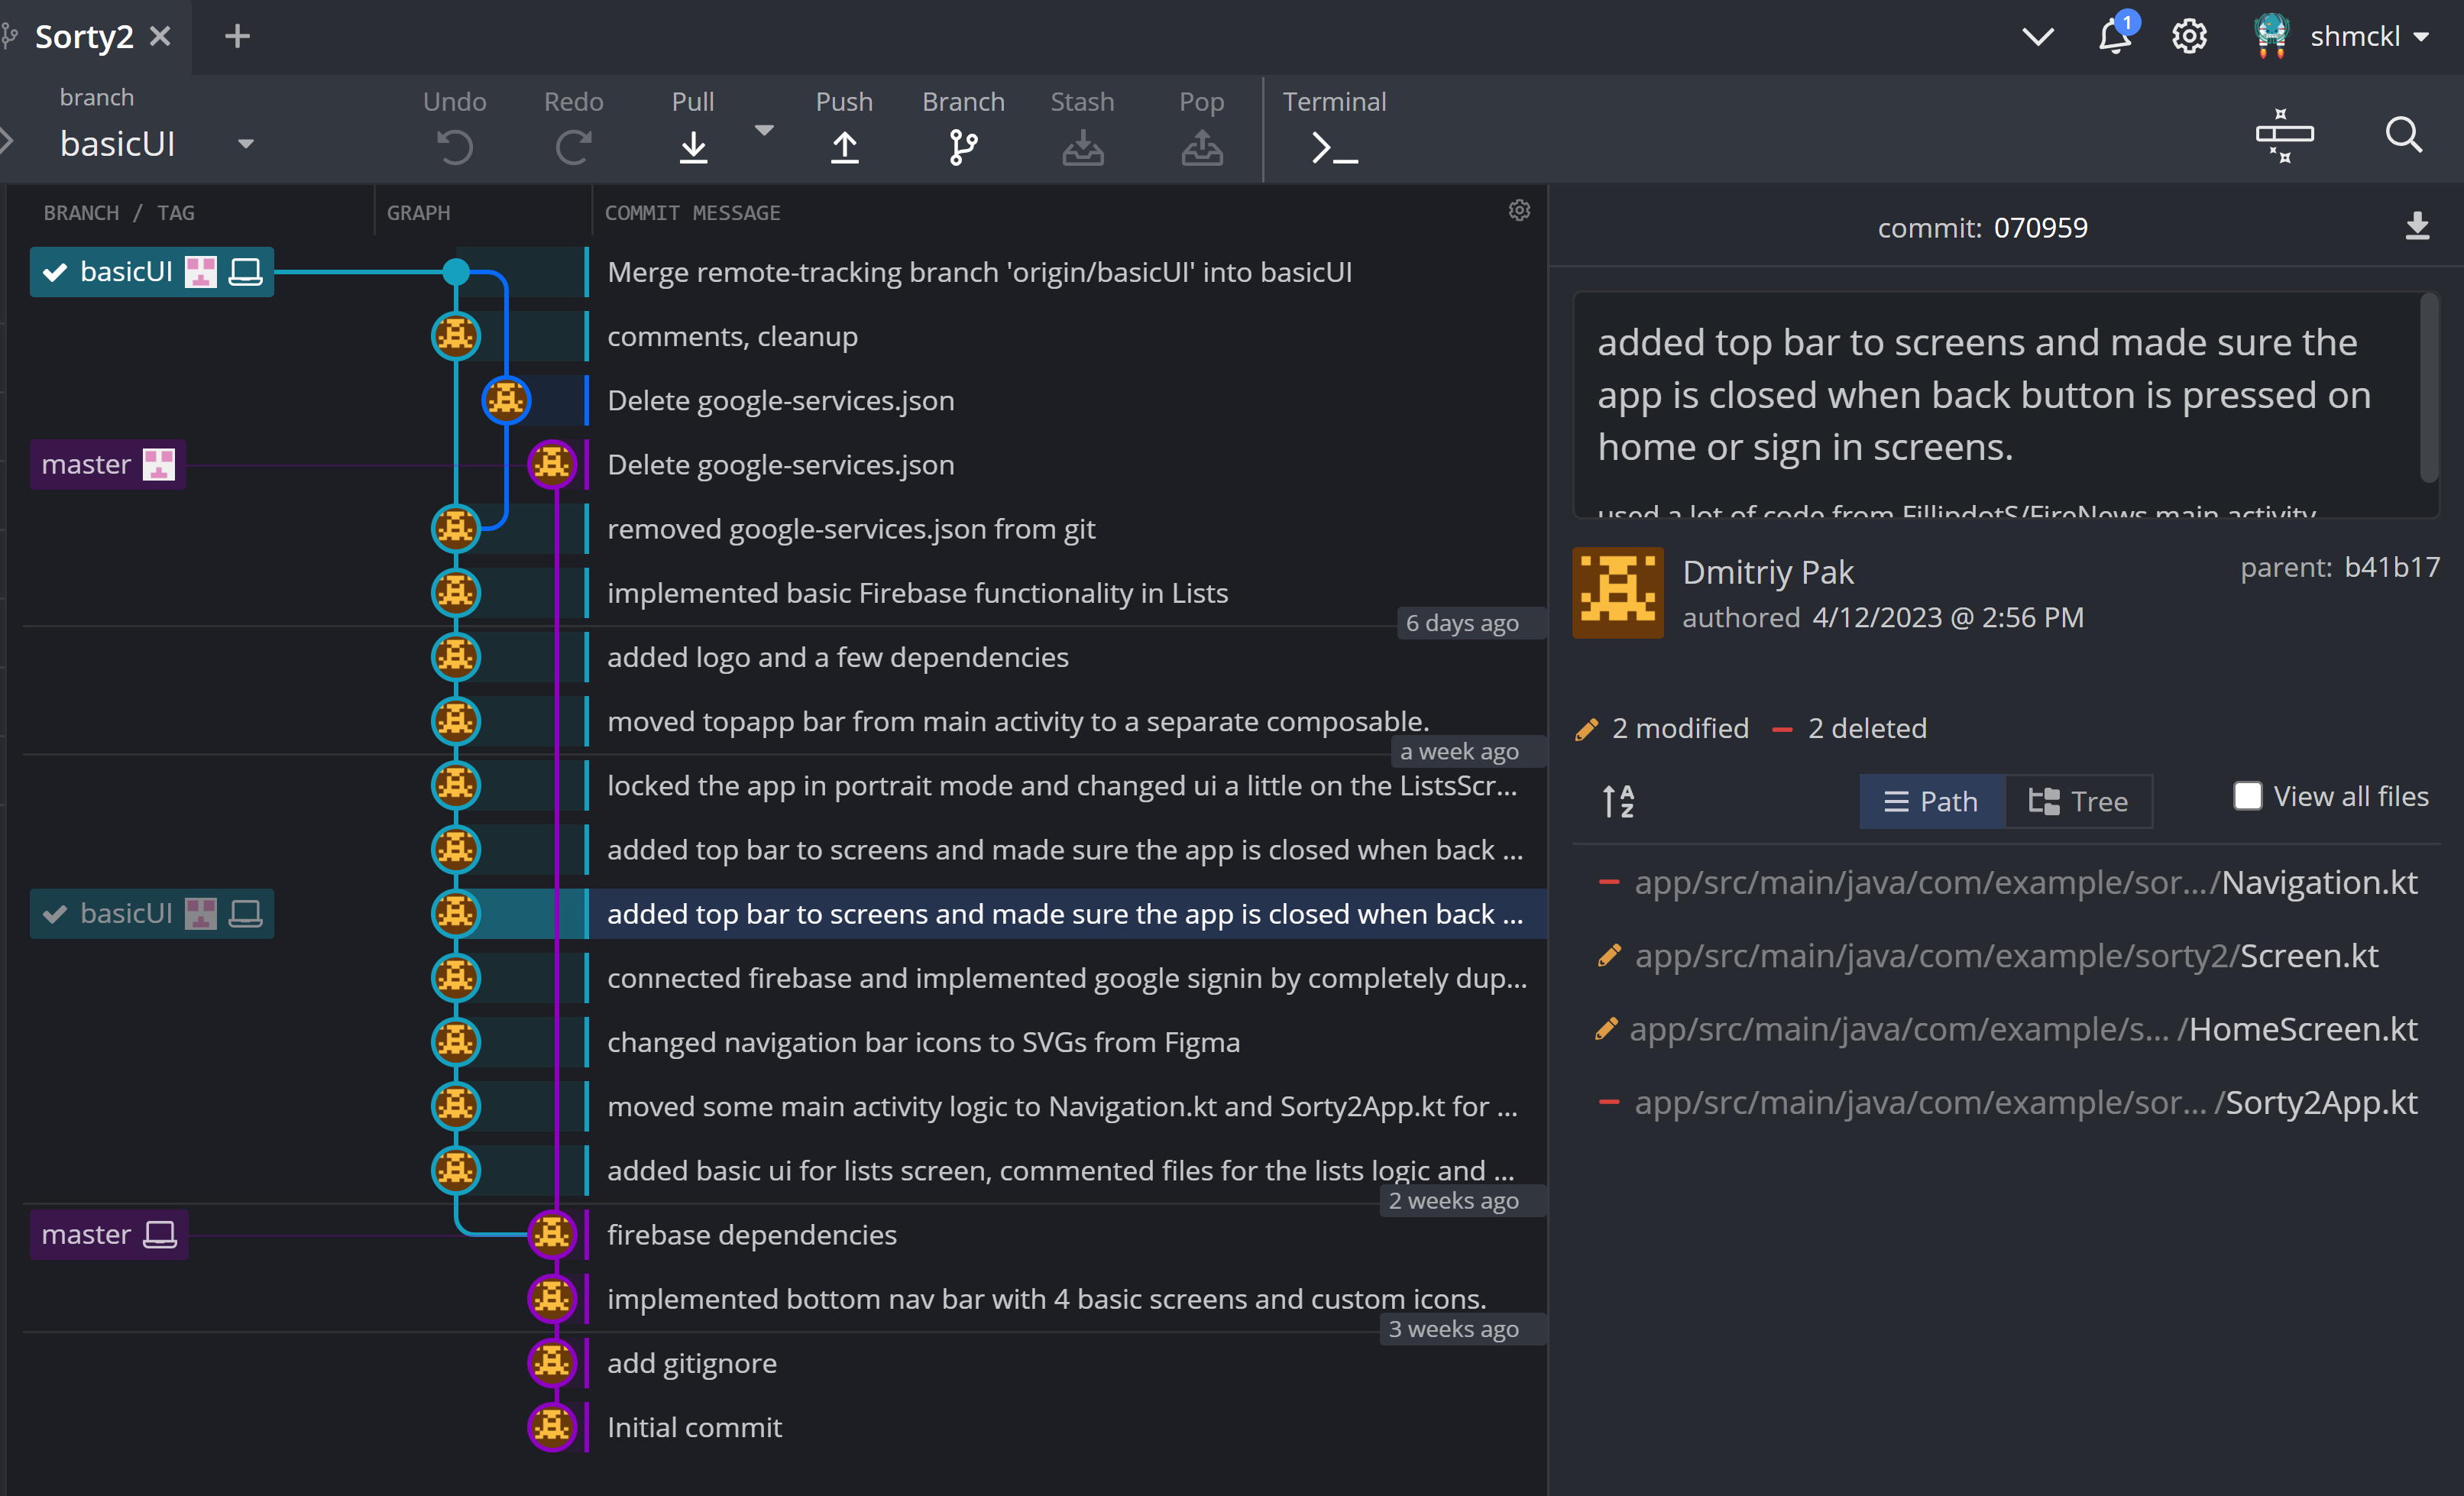 Sorty2
1
shmckl
branch
basicUI
Undo
Redo
Pull
Push
Branch
Stash
Pop
Terminal
BRANCH / TAG
GRAPH
COMMIT MESSAGE
basicUI
Merge remote-tracking branch 'origin/basicUI' into basicUI
comments, cleanup
Delete google-services.json
master
Delete google-services.json
removed google-services.json from git
implemented basic Firebase functionality in Lists
6 days ago
added logo and a few dependencies
moved topapp bar from main activity to a separate composable.
a week ago
locked the app in portrait mode and changed ui a little on the ListsScr...
added top bar to screens and made sure the app is closed when back ...
basicUI
added top bar to screens and made sure the app is closed when back ...
connected firebase and implemented google signin by completely dup...
changed navigation bar icons to SVGs from Figma
moved some main activity logic to Navigation.kt and Sorty2App.kt for ...
added basic ui for lists screen, commented files for the lists logic and ...
2 weeks ago
master
firebase dependencies
implemented bottom nav bar with 4 basic screens and custom icons.
3 weeks ago
add gitignore
Initial commit
commit: 070959
added top bar to screens and made sure the
app is closed when back button is pressed on
home or sign in screens.
used a lot of code from FillipdotS/FireNews main activity
Dmitriy Pak
parent: b41b17
authored 4/12/2023 @ 2:56 PM
2 modified
2 deleted
A
Z
Path
Tree
View all files
app/src/main/java/com/example/sor.../Navigation.kt
app/src/main/java/com/example/sorty2/Screen.kt
app/src/main/java/com/example/s... /HomeScreen.kt
app/src/main/java/com/example/sor... /Sorty2App.kt